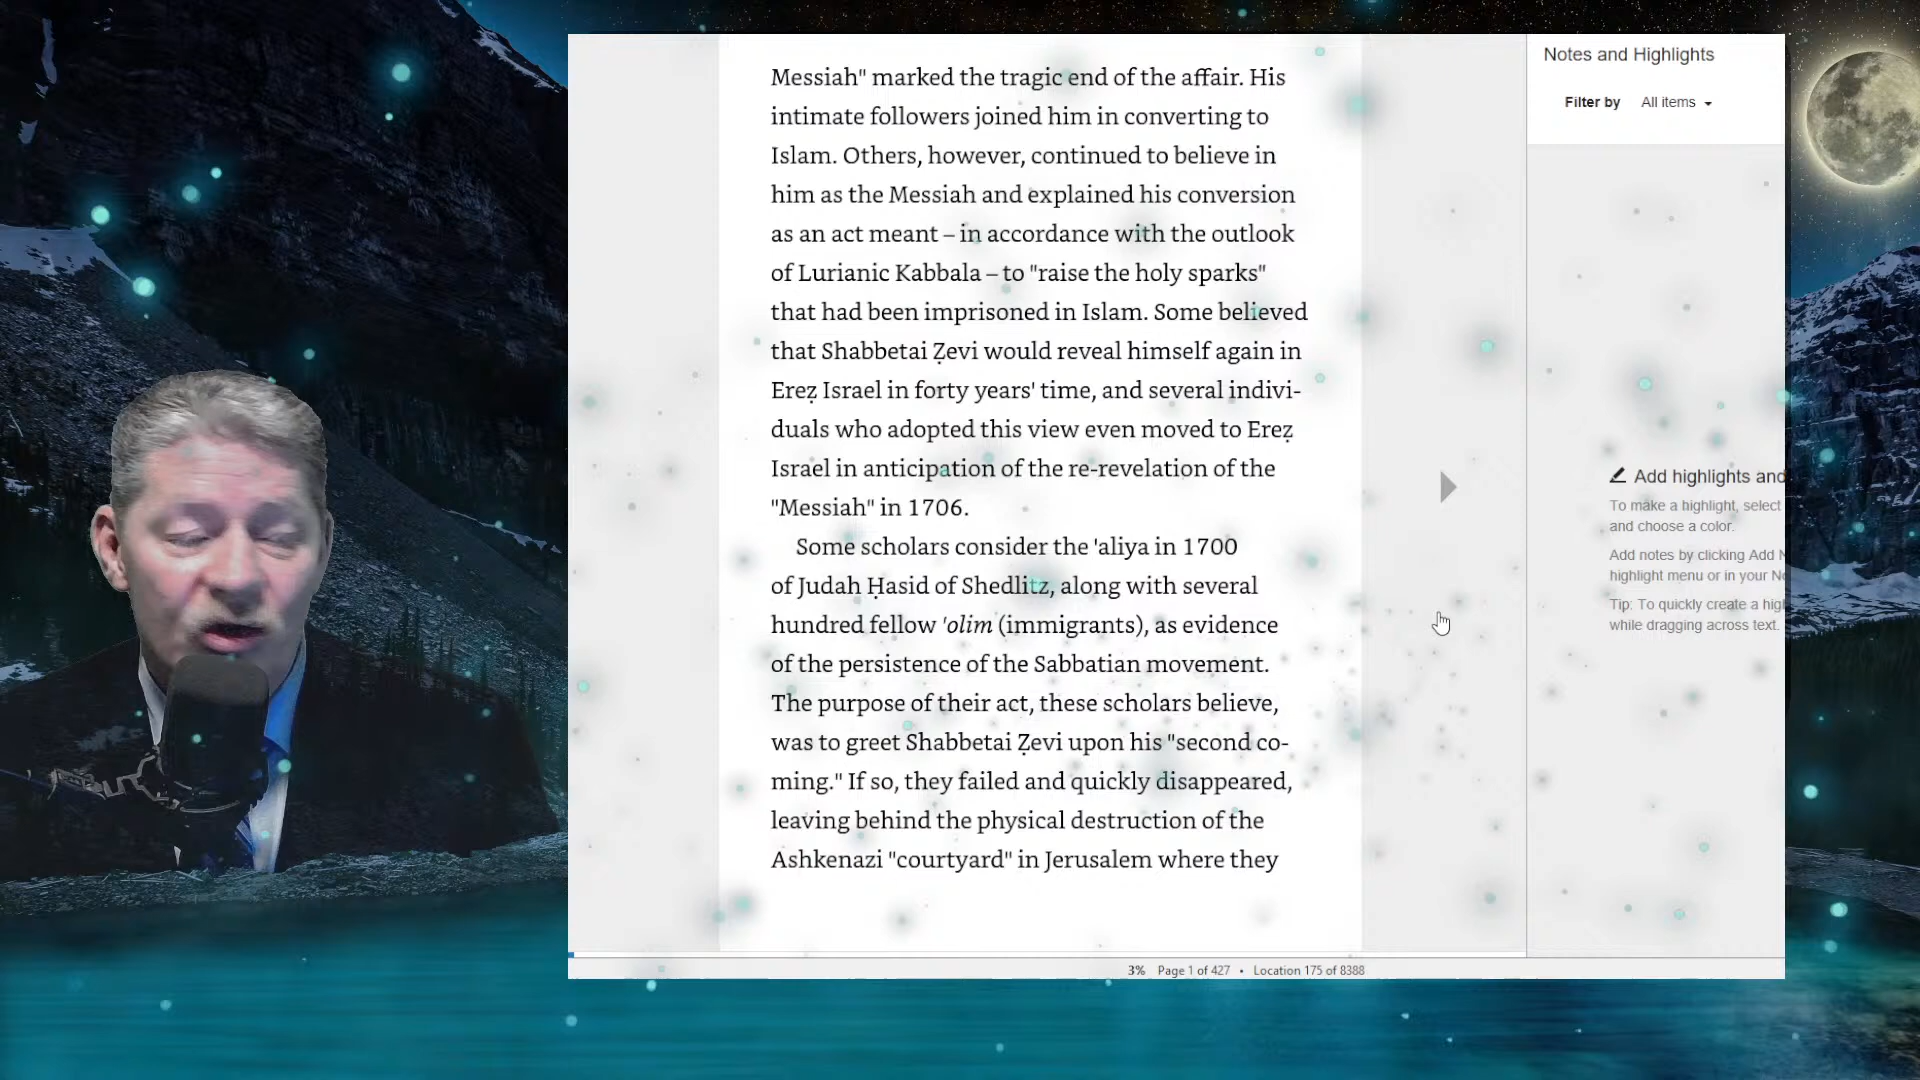 Messiah" marked the tragic end of the affair. His
intimate followers joined him in converting to
Islam. Others, however, continued to believe in
him as the Messiah and explained his conversion
as an act meant – in accordance with the outlook
of Lurianic Kabbala – to "raise the holy sparks"
that had been imprisoned in Islam. Some believed
that Shabbetai Ẓevi would reveal himself again in
Ereẓ Israel in forty years' time, and several indivi-
duals who adopted this view even moved to Ereẓ
Israel in anticipation of the re-revelation of the
"Messiah" in 1706.
Some scholars consider the 'aliya in 1700
of Judah Ḥasid of Shedlitz, along with several
hundred fellow 'olim (immigrants), as evidence
of the persistence of the Sabbatian movement.
The purpose of their act, these scholars believe,
was to greet Shabbetai Ẓevi upon his "second co-
ming." If so, they failed and quickly disappeared,
leaving behind the physical destruction of the
Ashkenazi "courtyard" in Jerusalem where they
3% Page 1 of 427 • Location 175 of 8388
Notes and Highlights
Filter by All items
Add highlights and
To make a highlight, select
and choose a color.
Add notes by clicking Add
highlight menu or in your
Tip: To quickly create a
while dragging across text.